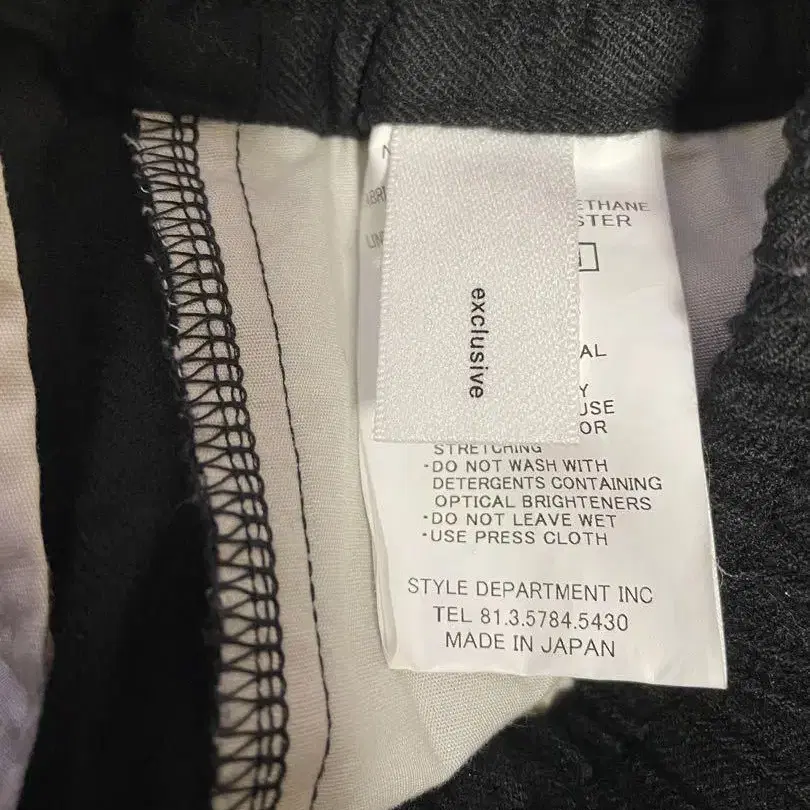 exclusive
ETHANE
STER
AL
Y
USE
OR
STRETCHING
·DO NOT WASH WITH
DETERGENTS CONTAINING
OPTICAL BRIGHTENERS
·DO NOT LEAVE WET
·USE PRESS CLOTH
STYLE DEPARTMENT INC
TEL 81.3.5784.5430
MADE IN JAPAN